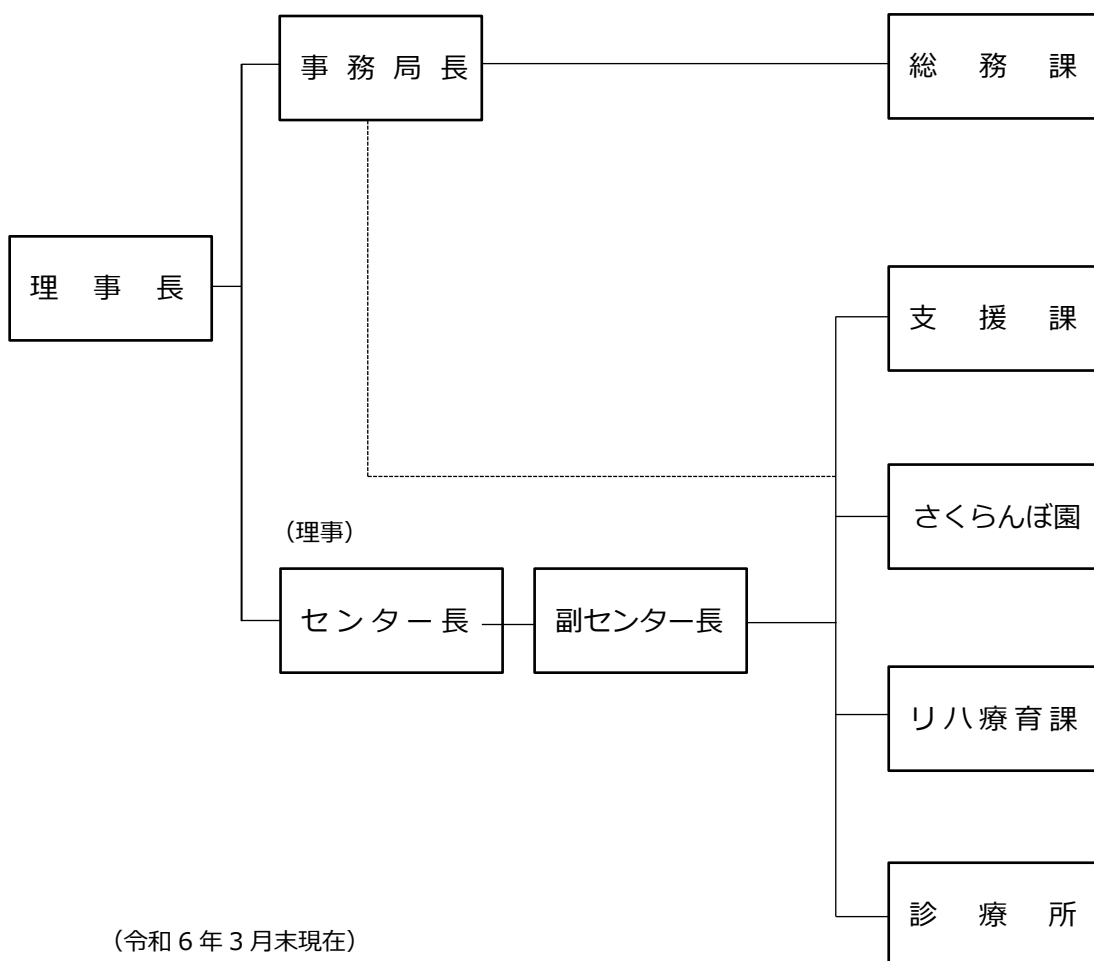 事務局長
総務課
理事長
支援課
さくらんぼ園
（理事）
センター長
副センター長
リハ療育課
診療所
（令和6年3月末現在）